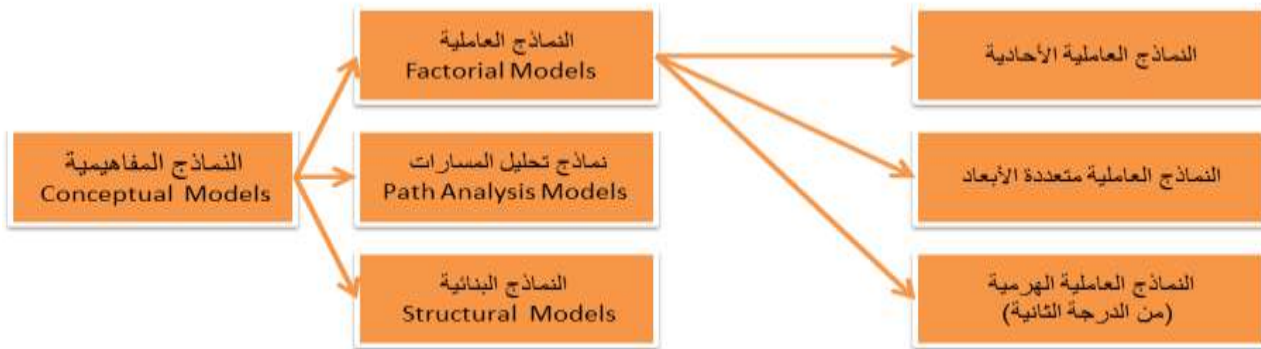 النماذج المفاهيمية
Conceptual Models
النماذج العاملية
Factorial Models
نماذج تحليل المسارات
Path Analysis Models
النماذج البنائية
Structural Models
النماذج العاملية الأحادية
النماذج العاملية متعددة الأبعاد
النماذج العاملية الهرمية
(من الدرجة الثانية)